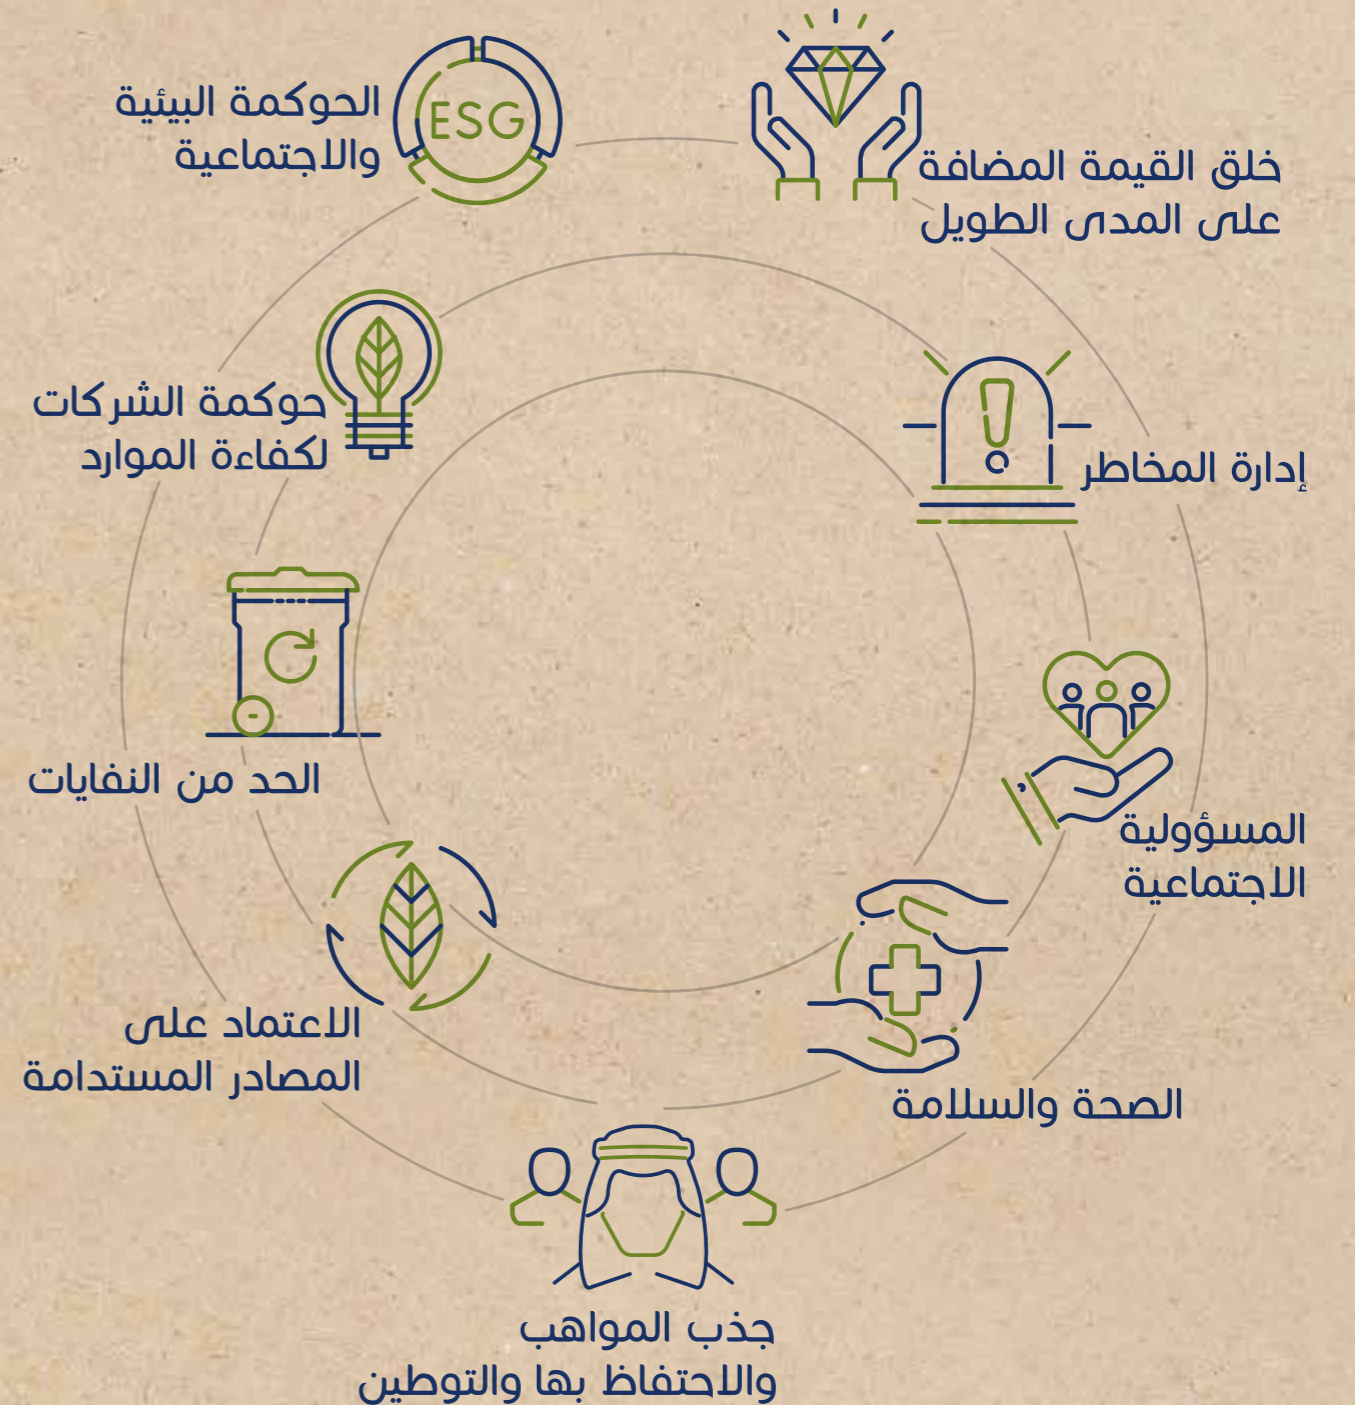 خلق القيمة المضافة
على المدى الطويل
ESG
الحوكمة البيئية
والاجتماعية
حوكمة الشركات
لكفاءة الموارد
إدارة المخاطر
المسؤولية
الاجتماعية
الحد من النفايات
الاعتماد على
المصادر المستدامة
الصحة والسلامة
جذب المواهب
والاحتفاظ بها والتوطين